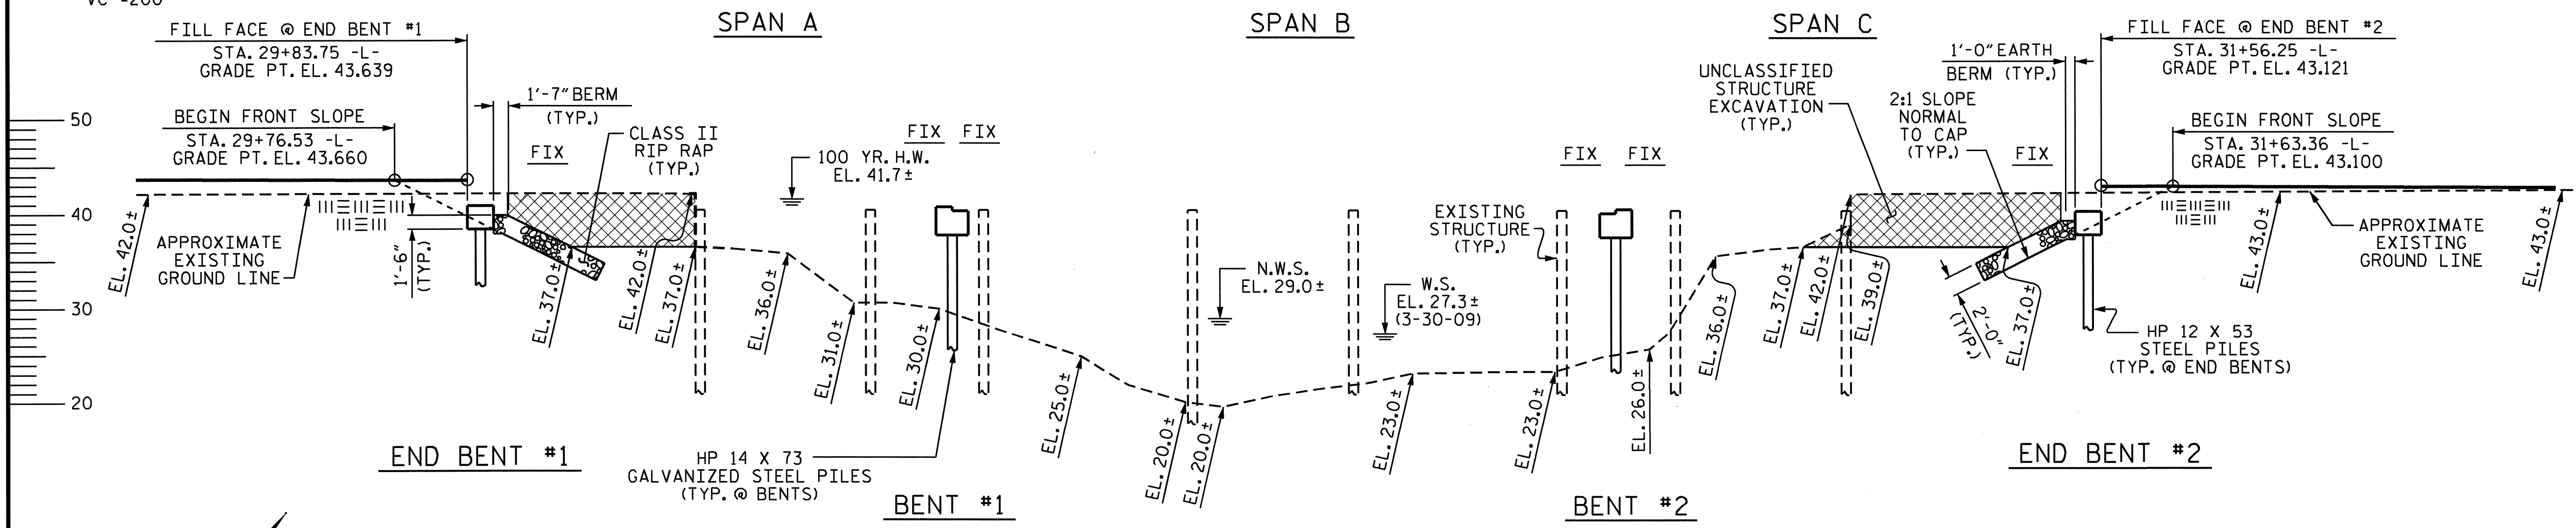 SPAN A
SPAN B
SPAN C
FILL FACE @ END BENT #1
STA. 29+83.75 -L-
GRADE PT. EL. 43.639
BEGIN FRONT SLOPE
STA. 29+76.53 -L-
GRADE PT. EL. 43.660
1'-7" BERM
(TYP.)
CLASS II
RIP RAP
(TYP.)
FIX
FIX FIX
100 YR. H.W.
EL. 41.7±
FIX FIX
FIX
UNCLASSIFIED
STRUCTURE
EXCAVATION
(TYP.)
1'-0" EARTH
BERM (TYP.)
2:1 SLOPE
NORMAL
TO CAP
(TYP.)
FILL FACE @ END BENT #2
STA. 31+56.25 -L-
GRADE PT. EL. 43.121
BEGIN FRONT SLOPE
STA. 31+63.36 -L-
GRADE PT. EL. 43.100
50
40
30
20
EL. 42.0±
APPROXIMATE
EXISTING
GROUND LINE
1'-6"
(TYP.)
EL. 37.0±
EL. 42.0±
EL. 37.0±
EL. 36.0±
EL. 31.0±
EL. 30.0±
EL. 25.0±
EL. 20.0±
EL. 20.0±
N.W.S.
EL. 29.0±
W.S.
EL. 27.3±
(3-30-09)
EXISTING
STRUCTURE
(TYP.)
EL. 23.0±
EL. 23.0±
EL. 26.0±
EL. 36.0±
EL. 37.0±
EL. 42.0±
EL. 39.0±
2'-0"
(TYP.)
EL. 37.0±
EL. 43.0±
APPROXIMATE
EXISTING
GROUND LINE
EL. 43.0±
HP 12 X 53
STEEL PILES
(TYP. @ END BENTS)
END BENT #1
HP 14 X 73
GALVANIZED STEEL PILES
(TYP. @ BENTS)
BENT #1
BENT #2
END BENT #2